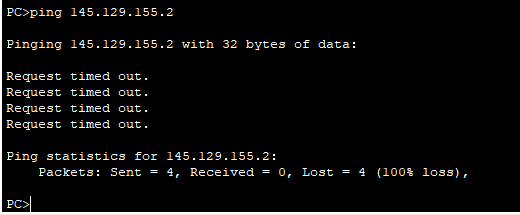 PC>ping 145.129.155.2
Pinging 145.129.155.2 with 32 bytes of data:
Request timed out.
Request timed out.
Request timed out.
Request timed out.
Ping statistics for 145.129.155.2:
    Packets: Sent = 4, Received = 0, Lost = 4 (100% loss),
PC>